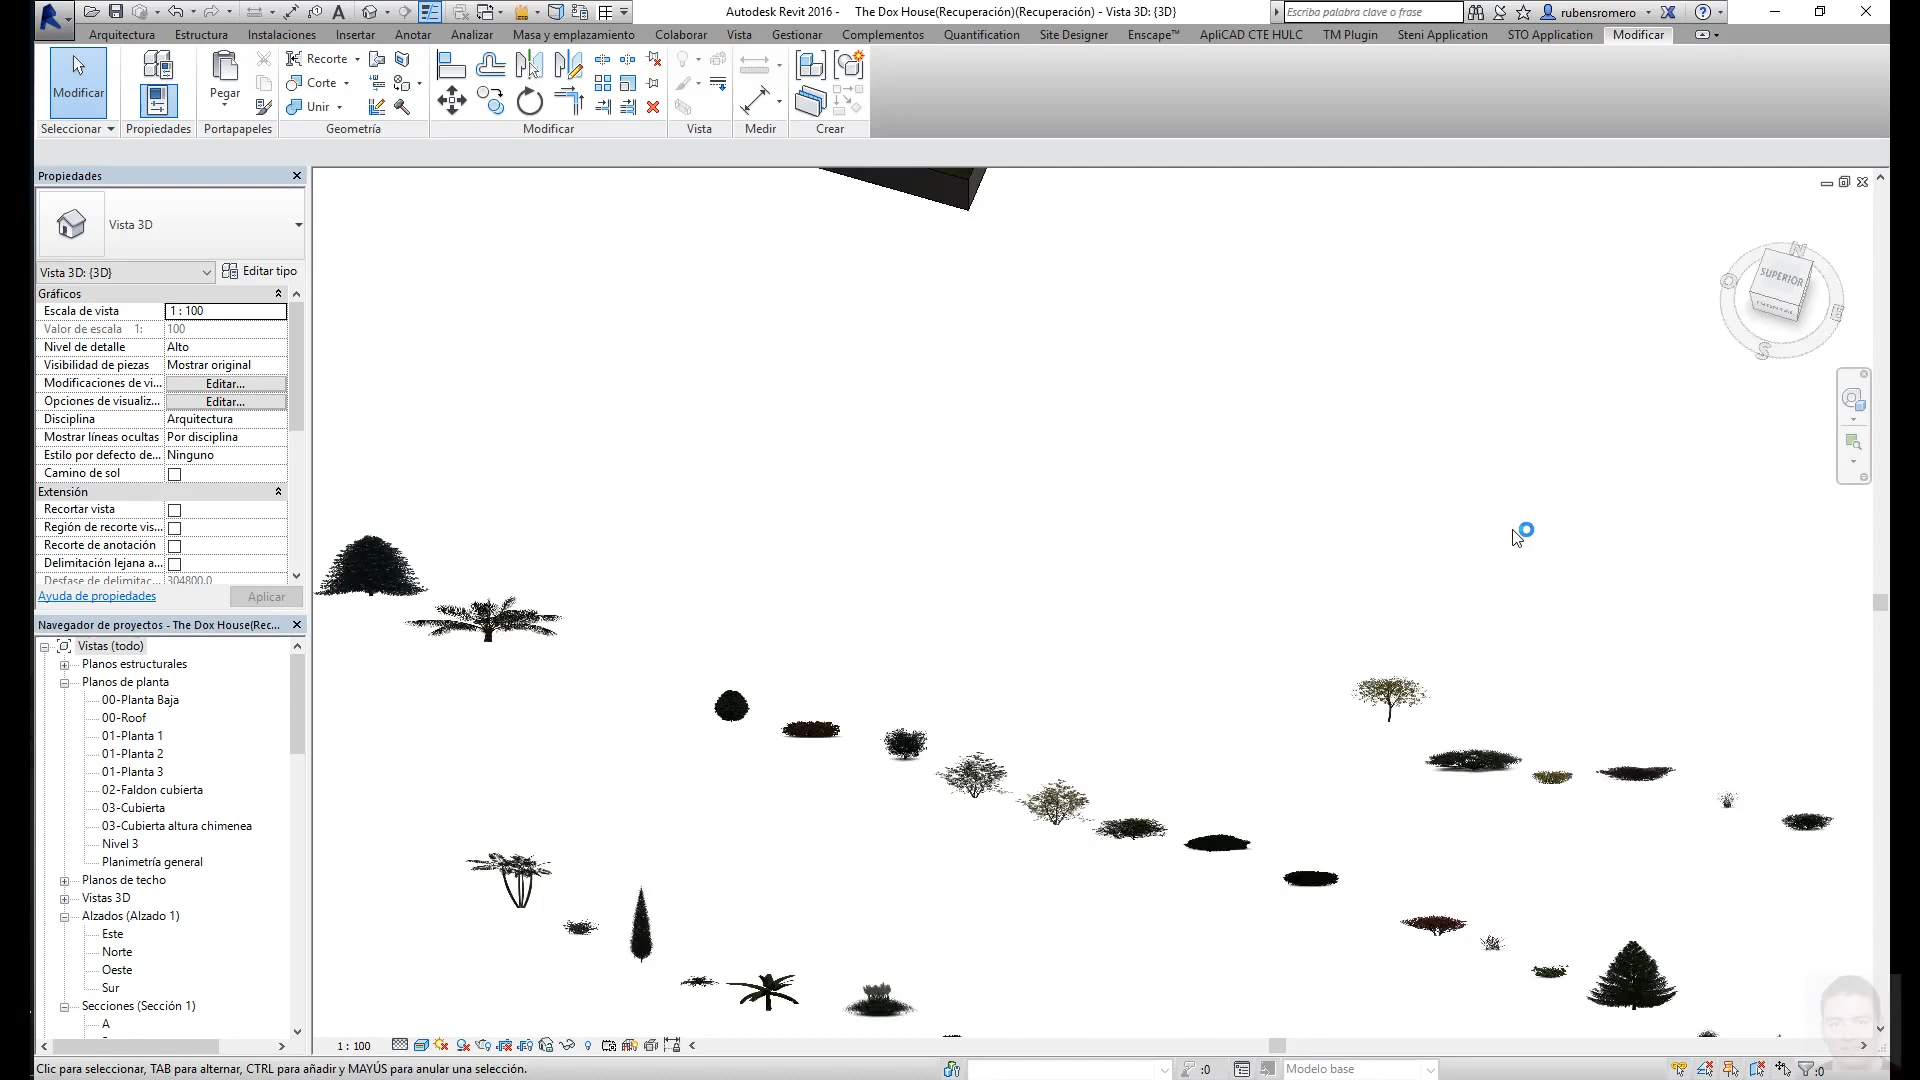 Autodesk Revit 2016 - The Dox House(Recuperación)(Recuperación) - Vista 3D: {3D}
Escriba palabra clave o frase
rubensromero
Arquitectura Estructura Instalaciones Insertar Anotar Analizar Masa y emplazamiento Colaborar Vista Gestionar Complementos Quantification Site Designer Enscape™ ApliCAD CTE HULC TM Plugin Steni Application STO Application Modificar
Modificar
Pegar
Recorte
Corte
Unir
Seleccionar Propiedades Portapapeles Geometría Modificar Vista Medir Crear
Propiedades
Vista 3D
Vista 3D: {3D} Editar tipo
Gráficos
Escala de vista 1 : 100
Valor de escala 1: 100
Nivel de detalle Alto
Visibilidad de piezas Mostrar original
Modificaciones de vi... Editar...
Opciones de visualiz... Editar...
Disciplina Arquitectura
Mostrar líneas ocultas Por disciplina
Estilo por defecto de... Ninguno
Camino de sol
Extensión
Recortar vista
Región de recorte vis...
Recorte de anotación
Delimitación lejana a...
Desfase de delimitac... 304800.0
Ayuda de propiedades Aplicar
Navegador de proyectos - The Dox House(Rec...
Vistas (todo)
Planos estructurales
Planos de planta
00-Planta Baja
00-Roof
01-Planta 1
01-Planta 2
01-Planta 3
02-Faldon cubierta
03-Cubierta
03-Cubierta altura chimenea
Nivel 3
Planimetría general
Planos de techo
Vistas 3D
Alzados (Alzado 1)
Este
Norte
Oeste
Sur
Secciones (Sección 1)
A
N
O
SUPERIOR
E
S
1 : 100
Clic para seleccionar, TAB para alternar, CTRL para añadir y MAYÚS para anular una selección.
:0
Modelo base
:0